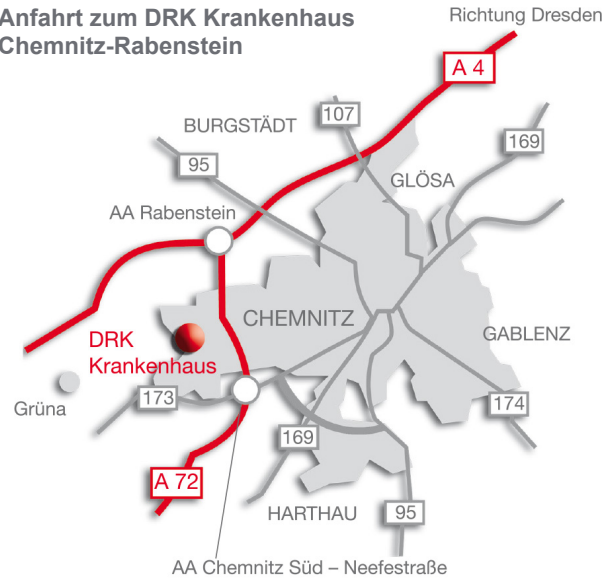 Anfahrt zum DRK Krankenhaus
Chemnitz-Rabenstein
Richtung Dresden
A 4
107
BURGSTÄDT
169
95
GLÖSA
AA Rabenstein
CHEMNITZ
GABLENZ
DRK
Krankenhaus
Grüna
173
174
169
A 72
HARTHAU
95
AA Chemnitz Süd – Neefestraße